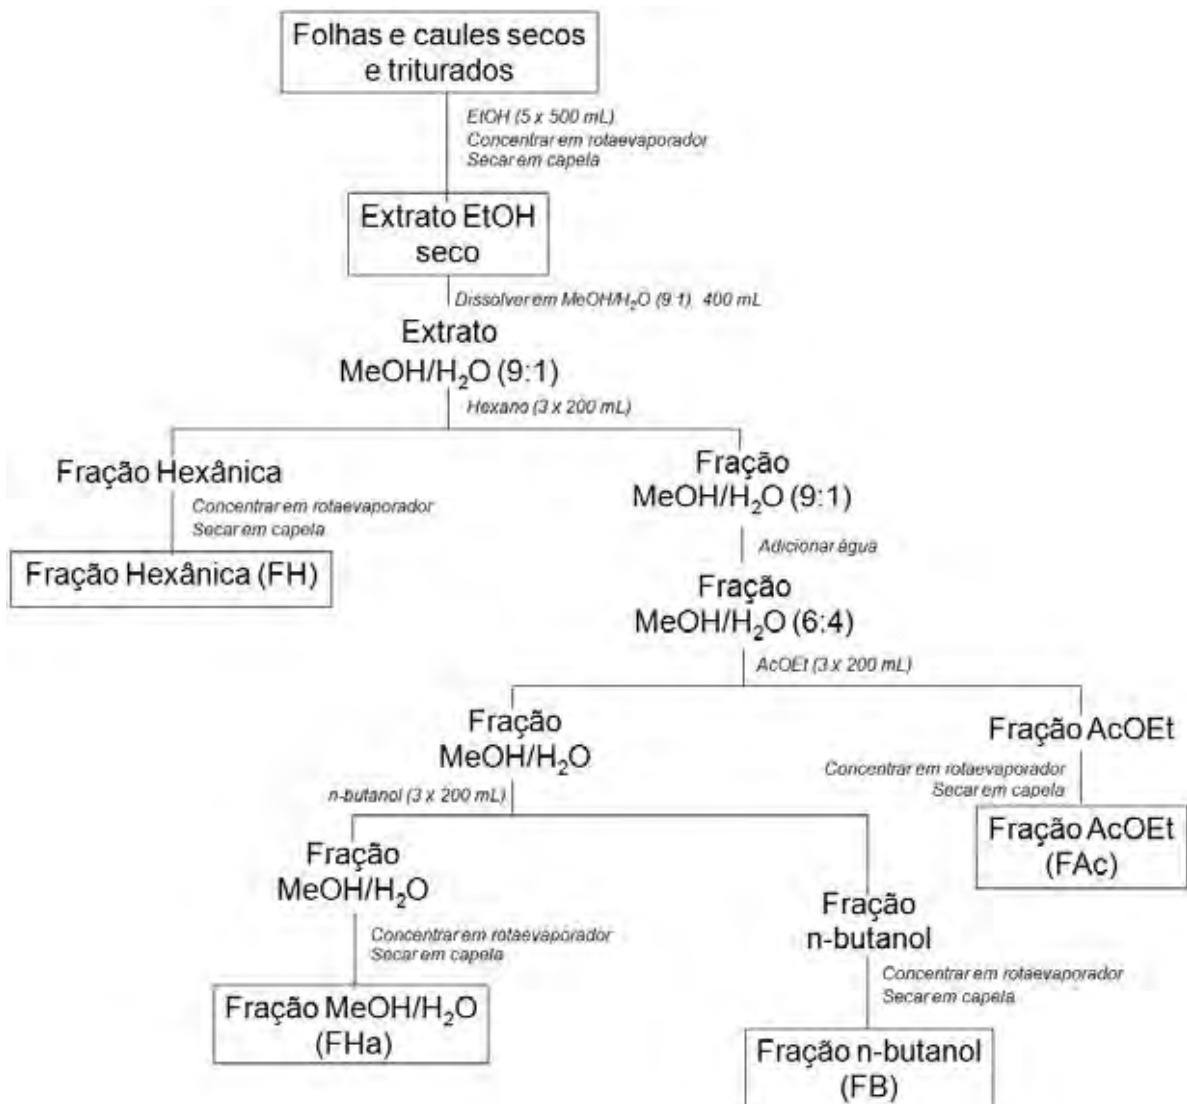 Folhas e caules secos
e triturados
EtOH (5 x 500 mL)
Concentrar em rotaevaporador
Secar em capela
Extrato EtOH
seco
Dissolver em MeOH/H₂O (9:1) 400 mL
Extrato
MeOH/H₂O (9:1)
Hexano (3 x 200 mL)
Fração Hexânica
Concentrar em rotaevaporador
Secar em capela
Fração Hexânica (FH)
Fração
MeOH/H₂O (9:1)
Adicionar água
Fração
MeOH/H₂O (6:4)
AcOEt (3 x 200 mL)
Fração
MeOH/H₂O
Fração AcOEt
Concentrar em rotaevaporador
Secar em capela
Fração AcOEt
(FAc)
n-butanol (3 x 200 mL)
Fração
MeOH/H₂O
Concentrar em rotaevaporador
Secar em capela
Fração MeOH/H₂O
(FHa)
Fração
n-butanol
Concentrar em rotaevaporador
Secar em capela
Fração n-butanol
(FB)